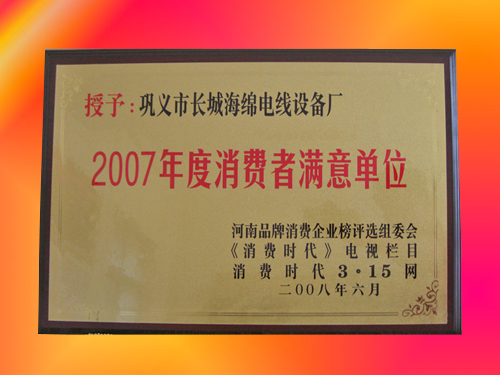 授予：巩义市长城海绵电线设备厂
2007年度消费者满意单位
河南品牌消费企业榜评选组委会
《消费时代》电视栏目
消费时代3·15网
二00八年六月